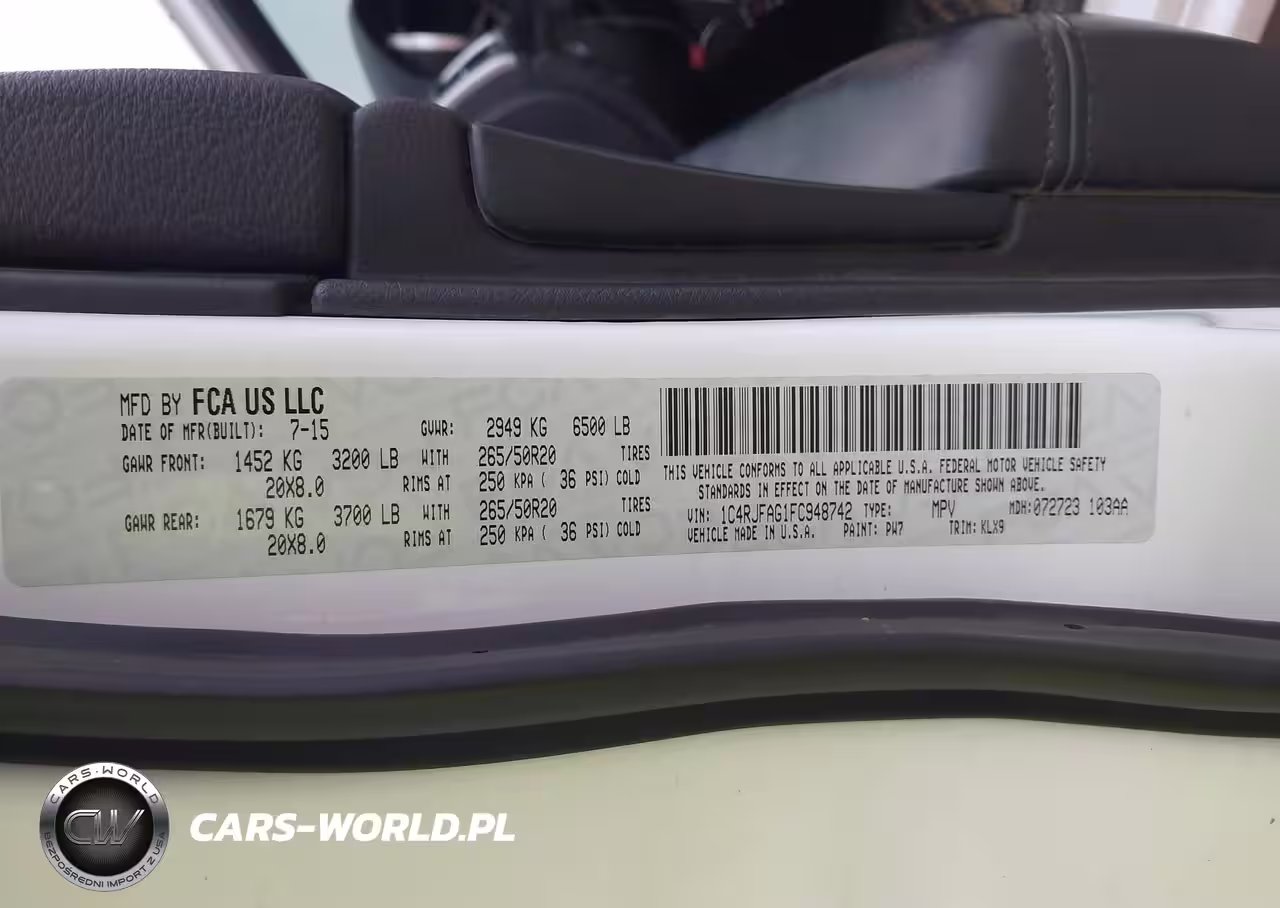 MFD BY FCA US LLC
DATE OF MFR(BUILT): 7-15 GVWR: 2949 KG 6500 LB
GAWR FRONT: 1452 KG 3200 LB WITH 265/50R20 TIRES
20X8.0 RIMS AT 250 KPA ( 36 PSI) COLD
GAWR REAR: 1679 KG 3700 LB WITH 265/50R20 TIRES
20X8.0 RIMS AT 250 KPA ( 36 PSI) COLD
THIS VEHICLE CONFORMS TO ALL APPLICABLE U.S.A. FEDERAL MOTOR VEHICLE SAFETY
STANDARDS IN EFFECT ON THE DATE OF MANUFACTURE SHOWN ABOVE.
VIN: 1C4RJFAG1FC948742 TYPE: MPV MDH:072723 103AA
VEHICLE MADE IN U.S.A. PAINT: PW7 TRIM: KLX9
CARS-WORLD
CW
BEZPOŚREDNI IMPORT Z USA
CARS-WORLD.PL